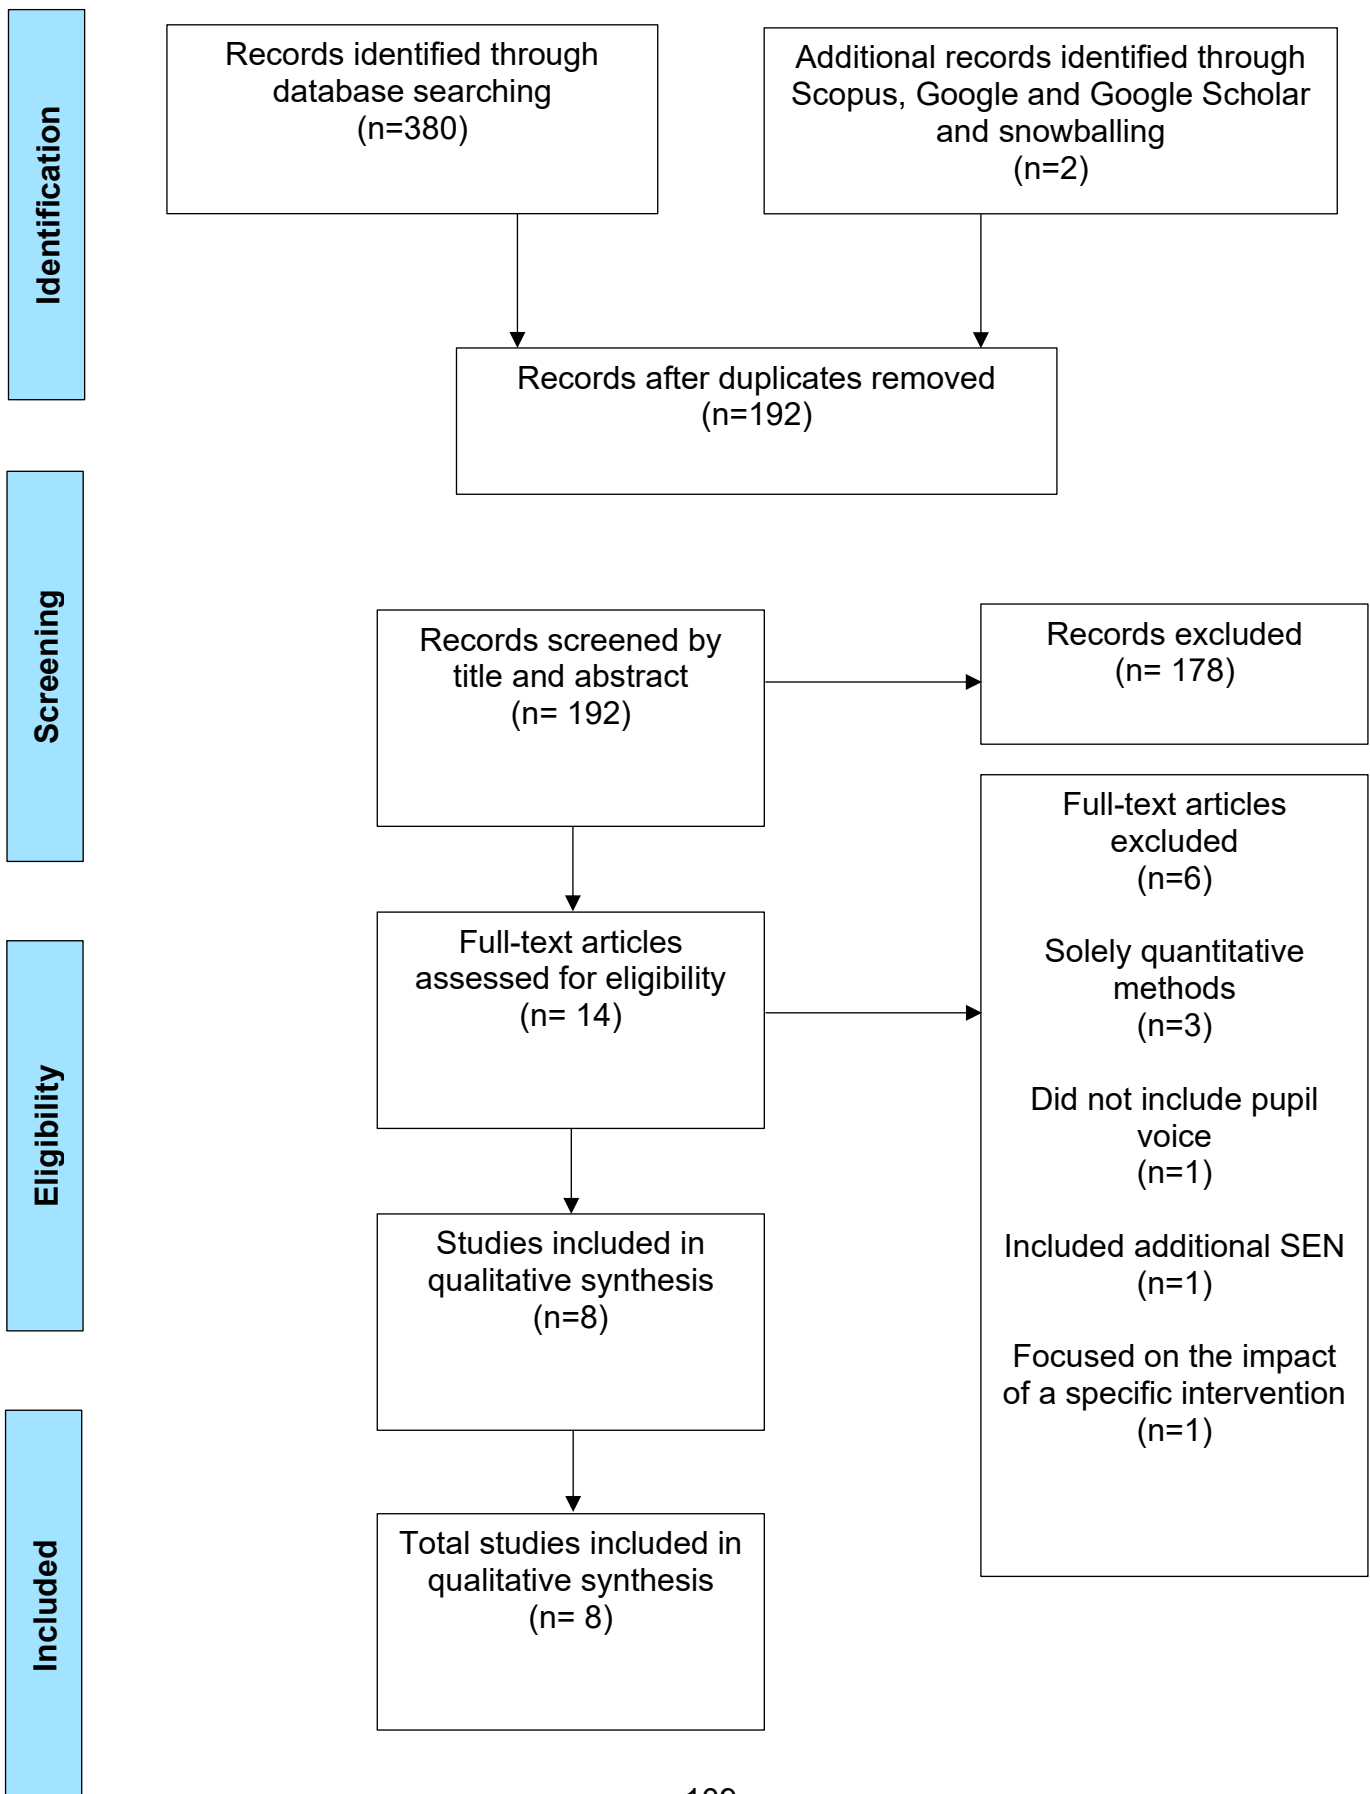 Identification
Records identified through
database searching
(n=380)
Additional records identified through
Scopus, Google and Google Scholar
and snowballing
(n=2)
Records after duplicates removed
(n=192)
Screening
Records screened by
title and abstract
(n= 192)
Records excluded
(n= 178)
Eligibility
Full-text articles
assessed for eligibility
(n= 14)
Full-text articles
excluded
(n=6)
Solely quantitative
methods
(n=3)
Did not include pupil
voice
(n=1)
Included additional SEN
(n=1)
Focused on the impact
of a specific intervention
(n=1)
Studies included in
qualitative synthesis
(n=8)
Included
Total studies included in
qualitative synthesis
(n= 8)